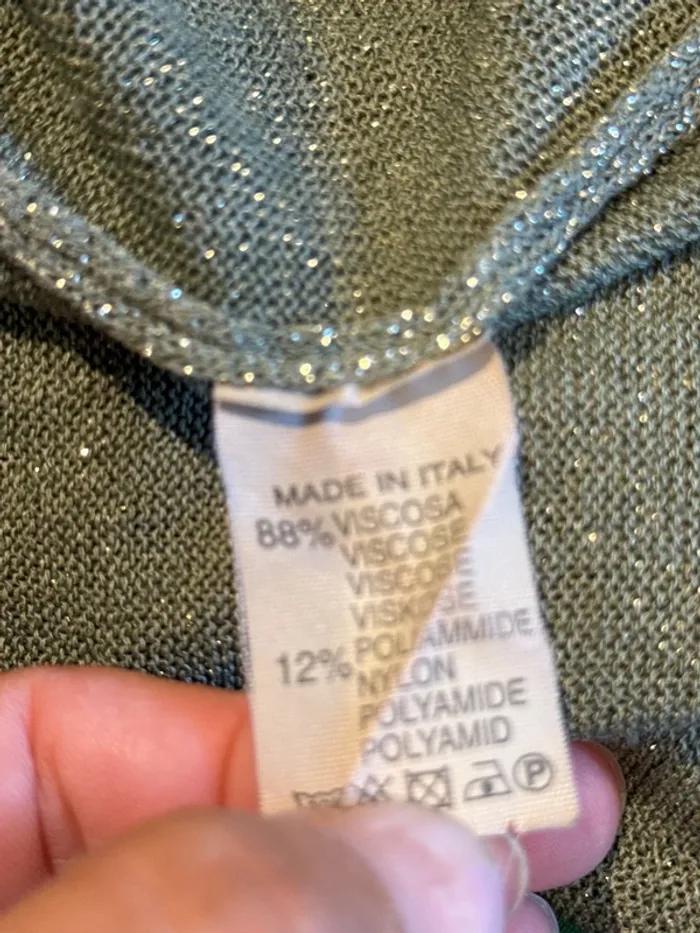 MADE IN ITALY
88% VISCOSA
VISCOSE
VISCOSE
VISKOSE
12% POLIAMMIDE
NYLON
POLYAMIDE
POLYAMID
P